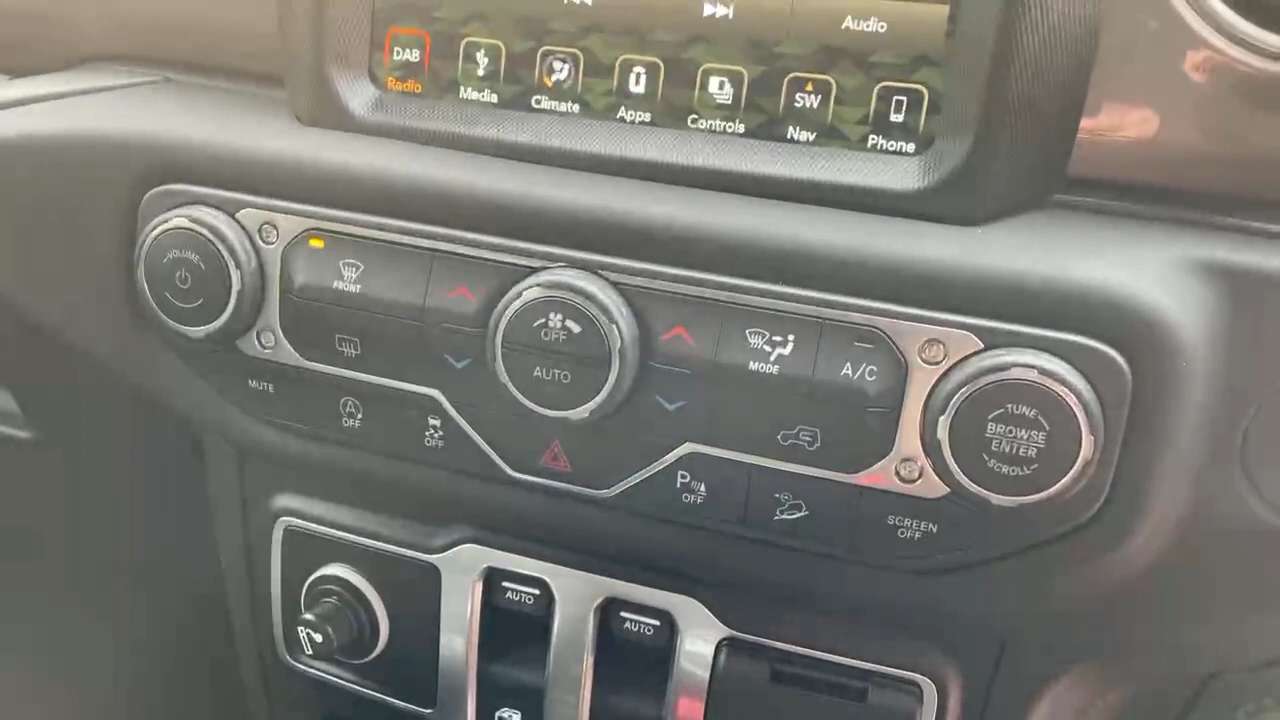 Audio
DAB
Radio
Media
Climate
Apps
Controls
SW
Nav
Phone
VOLUME
FRONT
OFF
AUTO
MODE
A/C
TUNE
BROWSE
ENTER
SCROLL
MUTE
A
OFF
OFF
P
OFF
SCREEN
OFF
AUTO
AUTO